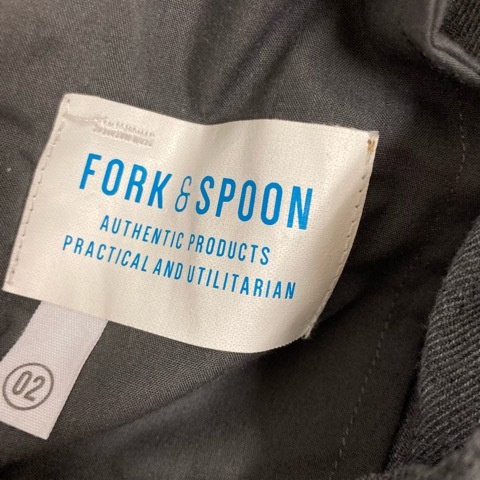 FORK & SPOON
AUTHENTIC PRODUCTS
PRACTICAL AND UTILITARIAN
02